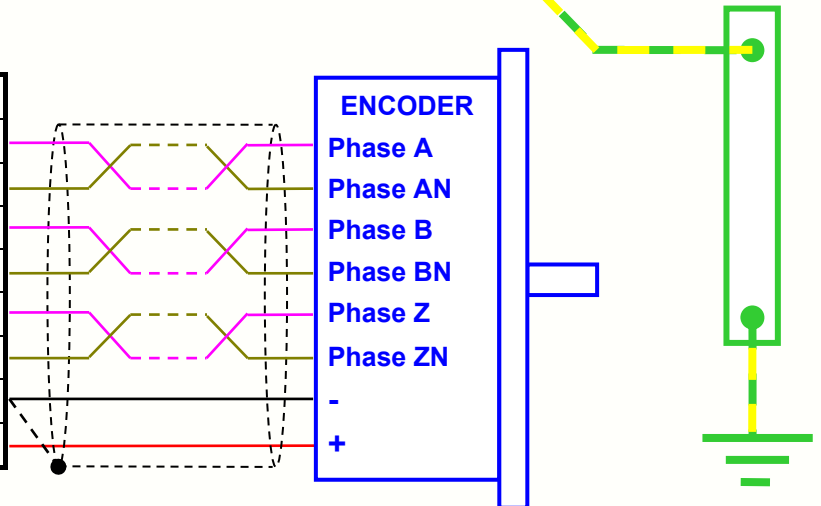 ENCODER
Phase A
Phase AN
Phase B
Phase BN
Phase Z
Phase ZN
-
+